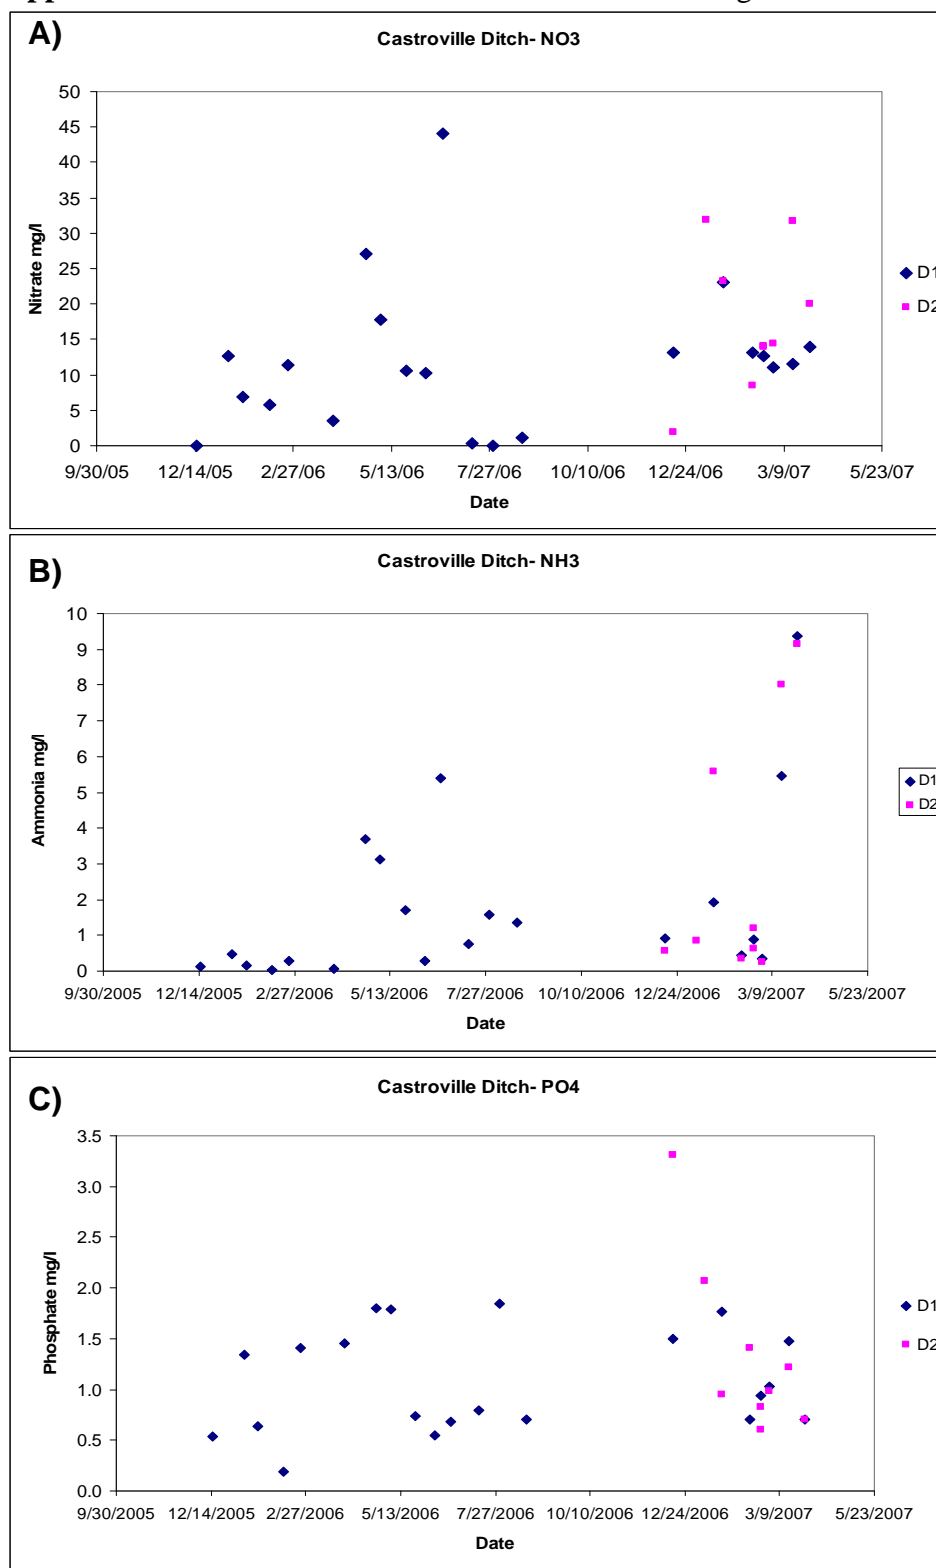 A)
Castroville Ditch- NO3
50
45
40
35
30
25
20
15
10
5
0
Nitrate mg/l
D1
D2
9/30/05 12/14/05 2/27/06 5/13/06 7/27/06 10/10/06 12/24/06 3/9/07 5/23/07
Date
B)
Castroville Ditch- NH3
10
9
8
7
6
5
4
3
2
1
0
Ammonia mg/l
D1
D2
9/30/2005 12/14/2005 2/27/2006 5/13/2006 7/27/2006 10/10/2006 12/24/2006 3/9/2007 5/23/2007
Date
C)
Castroville Ditch- PO4
3.5
3.0
2.5
2.0
1.5
1.0
0.5
0.0
Phosphate mg/l
D1
D2
9/30/2005 12/14/2005 2/27/2006 5/13/2006 7/27/2006 10/10/2006 12/24/2006 3/9/2007 5/23/2007
Date